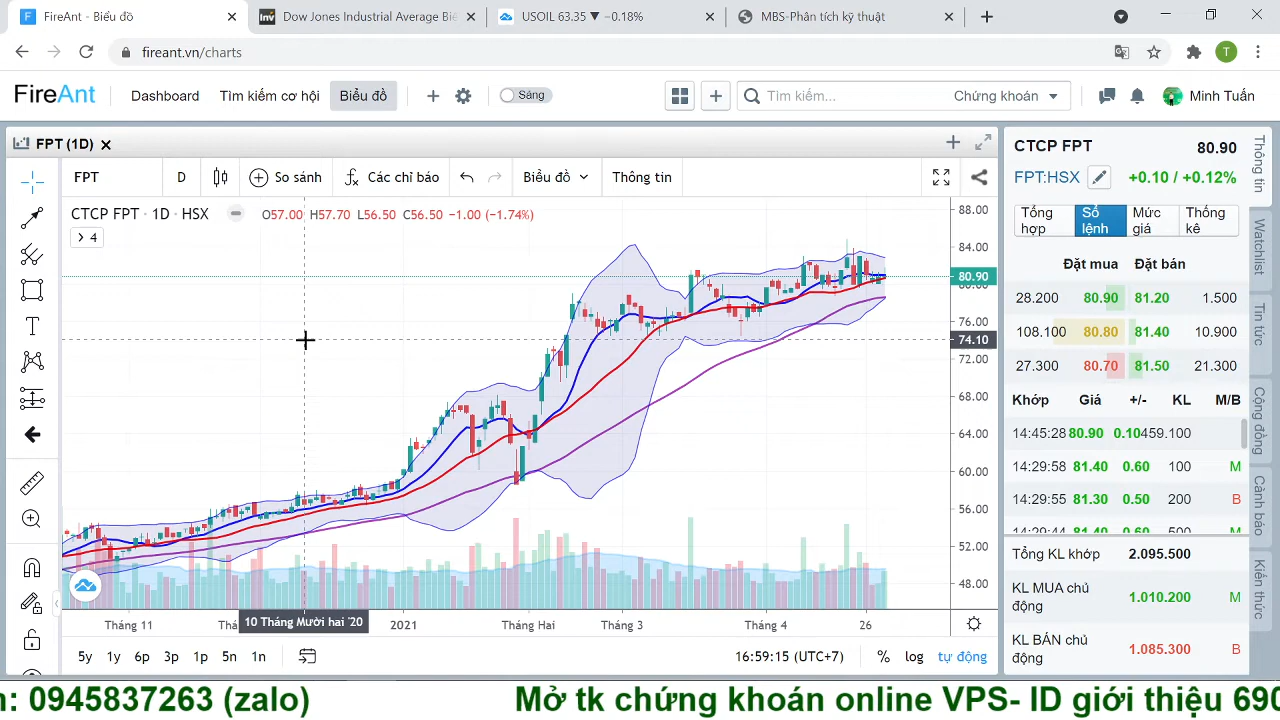 FireAnt - Biểu đồ
Dow Jones Industrial Average Biể
USOIL 63.35 ▼ −0.18%
MBS-Phân tích kỹ thuật
fireant.vn/charts
T
FireAnt
Dashboard
Tìm kiếm cơ hội
Biểu đồ
Sáng
Tìm kiếm...
Chứng khoán
Minh Tuấn
FPT (1D)
FPT
D
So sánh
Các chỉ báo
Biểu đồ
Thông tin
CTCP FPT · 1D · HSX
O57.00 H57.70 L56.50 C56.50 −1.00 (−1.74%)
> 4
88.00
84.00
80.90
80.00
76.00
74.10
72.00
68.00
64.00
60.00
56.00
52.00
48.00
Tháng 11
Thá
10 Tháng Mười hai '20
2021
Tháng Hai
Tháng 3
Tháng 4
26
5y 1y 6p 3p 1p 5n 1n
16:59:15 (UTC+7)
% log tự động
CTCP FPT 80.90
FPT:HSX +0.10 / +0.12%
Tổng hợp
Sổ lệnh
Mức giá
Thống kê
Đặt mua Đặt bán
28.200 80.90 81.20 1.500
108.100 80.80 81.40 10.900
27.300 80.70 81.50 21.300
Khớp Giá +/- KL M/B
14:45:28 80.90 0.10 459.100
14:29:58 81.40 0.60 100 M
14:29:55 81.30 0.50 200 B
14:29:44 81.40 0.60 500 M
Tổng KL khớp 2.095.500
KL MUA chủ động 1.010.200 M
KL BÁN chủ động 1.085.300 B
Thông tin
Watchlist
Tin tức
Cộng đồng
Cảnh báo
Kiến thức
n: 0945837263 (zalo)
Mở tk chứng khoán online VPS- ID giới thiệu 690